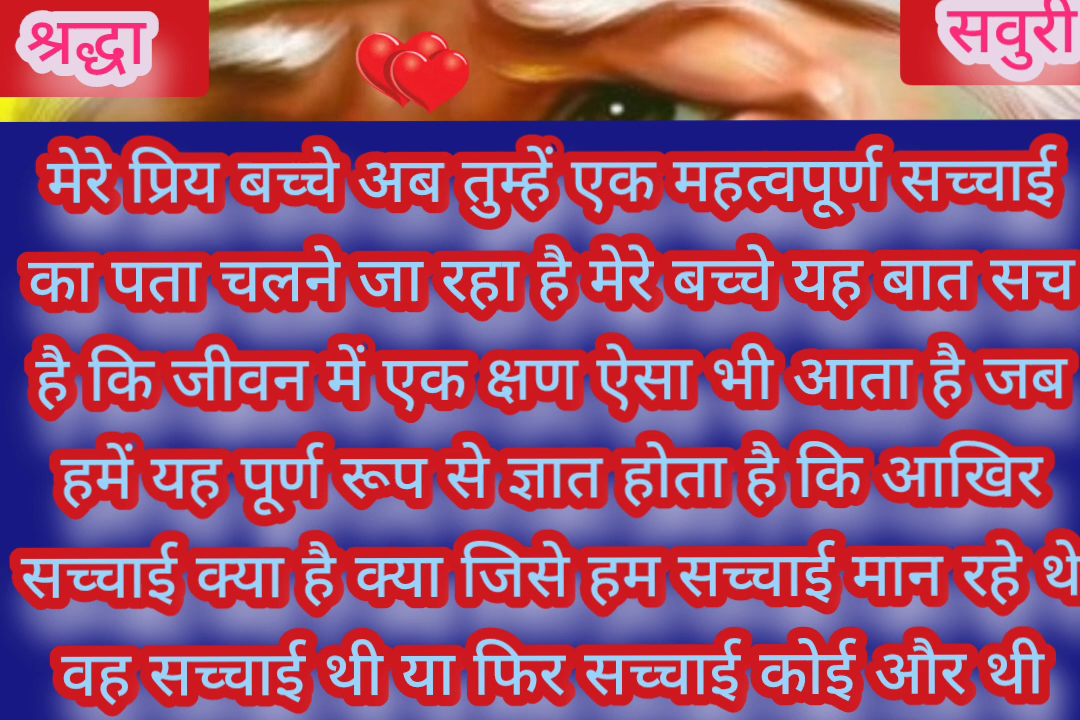 श्रद्धा
सवुरी
मेरे प्रिय बच्चे अब तुम्हें एक महत्वपूर्ण सच्चाई
का पता चलने जा रहा है मेरे बच्चे यह बात सच
है कि जीवन में एक क्षण ऐसा भी आता है जब
हमें यह पूर्ण रूप से ज्ञात होता है कि आखिर
सच्चाई क्या है क्या जिसे हम सच्चाई मान रहे थे
वह सच्चाई थी या फिर सच्चाई कोई और थी